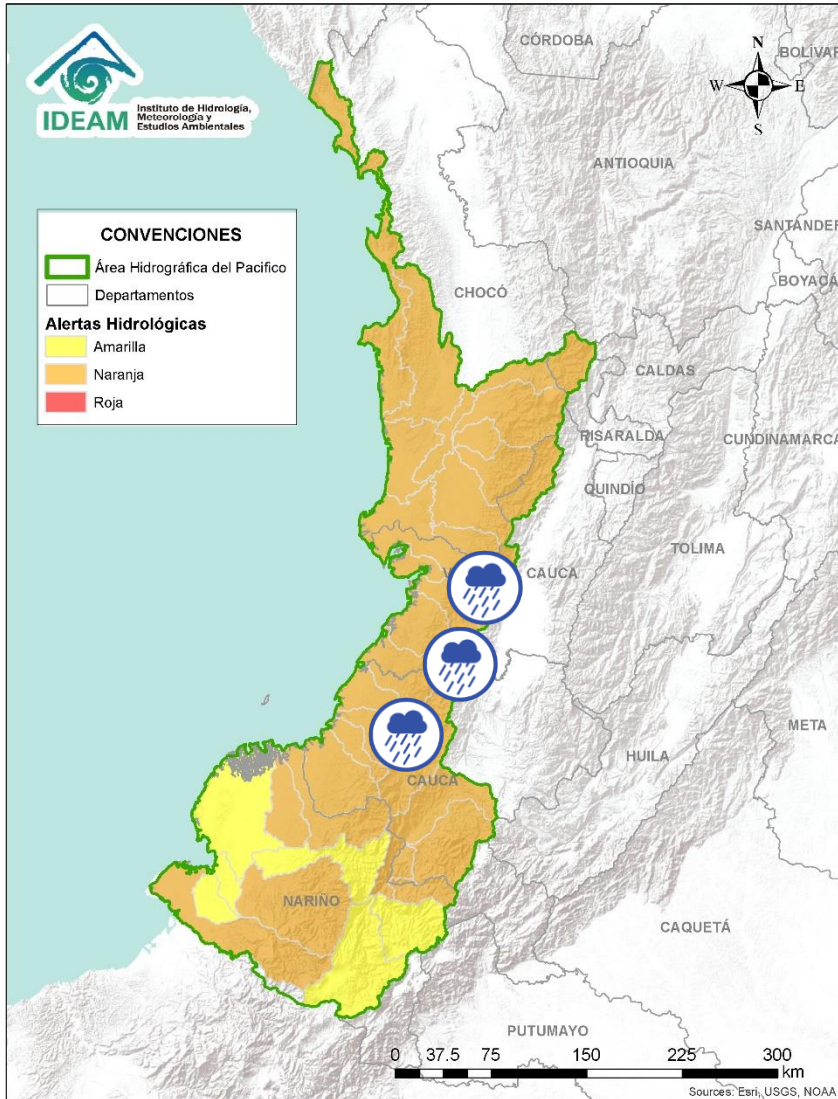 IDEAM
Instituto de Hidrología,
Meteorología y
Estudios Ambientales
N
W E
S
CÓRDOBA
BOLÍVAR
ANTIOQUIA
SANTANDER
BOYACÁ
CHOCÓ
CALDAS
RISARALDA
CUNDINAMARCA
QUINDÍO
TOLIMA
CAUCA
META
HUILA
CAUCA
NARIÑO
CAQUETÁ
PUTUMAYO
CONVENCIONES
Área Hidrográfica del Pacifico
Departamentos
Alertas Hidrológicas
Amarilla
Naranja
Roja
0 37.5 75 150 225 300
km
Sources: Esri, USGS, NOAA